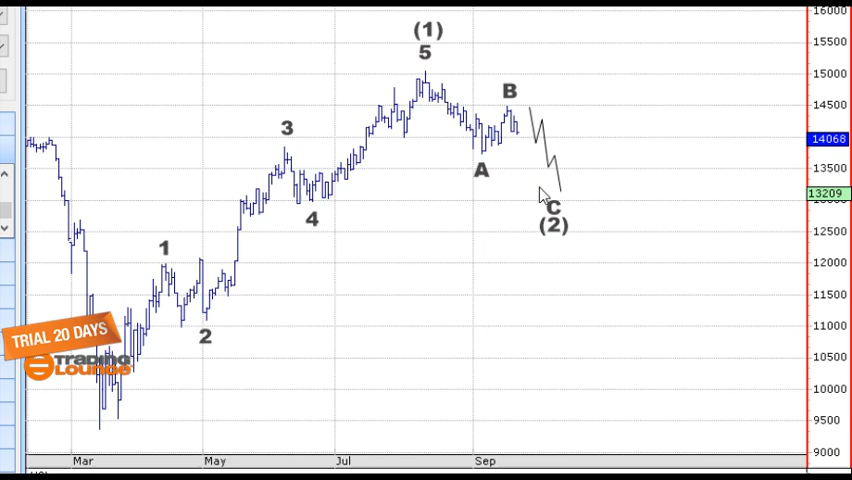 16000
15500
(1)
5
15000
B
14500
3
14068
A
13500
13209
C
13000
4
(2)
12500
1
12000
11500
2
11000
TRIAL 20 DAYS
TRADING
LOUNGE
10500
10000
9500
9000
Mar
May
Jul
Sep